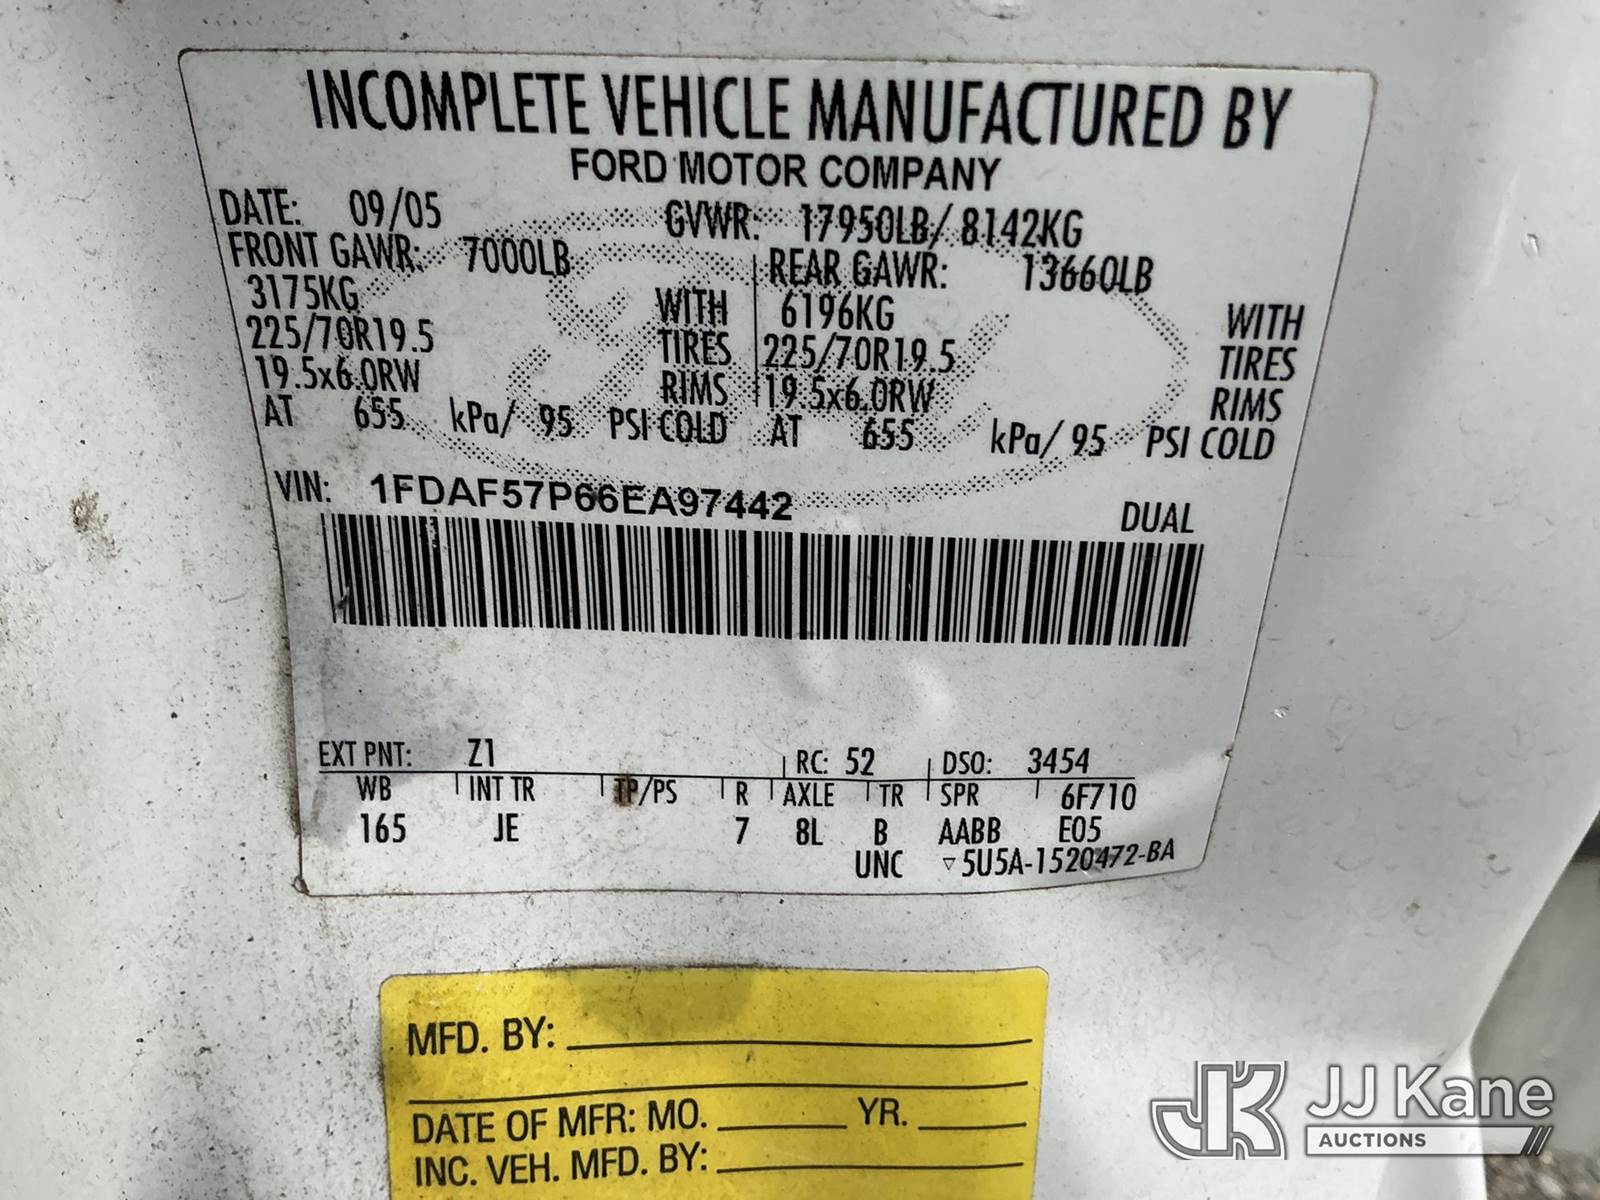 INCOMPLETE VEHICLE MANUFACTURED BY
FORD MOTOR COMPANY
DATE: 09/05 GVWR: 17950LB/ 8142KG
FRONT GAWR: 7000LB REAR GAWR: 13660LB
3175KG WITH 6196KG WITH
225/70R19.5 TIRES 225/70R19.5 TIRES
19.5x6.0RW RIMS 19.5x6.0RW RIMS
AT 655 kPa/ 95 PSI COLD AT 655 kPa/ 95 PSI COLD
VIN: 1FDAF57P66EA97442 DUAL
EXT PNT: Z1 RC: 52 DSO: 3454
WB INT TR TP/PS R AXLE TR SPR 6F710
165 JE 7 8L B AABB E05
UNC 5U5A-1520472-BA
MFD. BY:
DATE OF MFR: MO. YR.
INC. VEH. MFD. BY:
JK JJ Kane
AUCTIONS